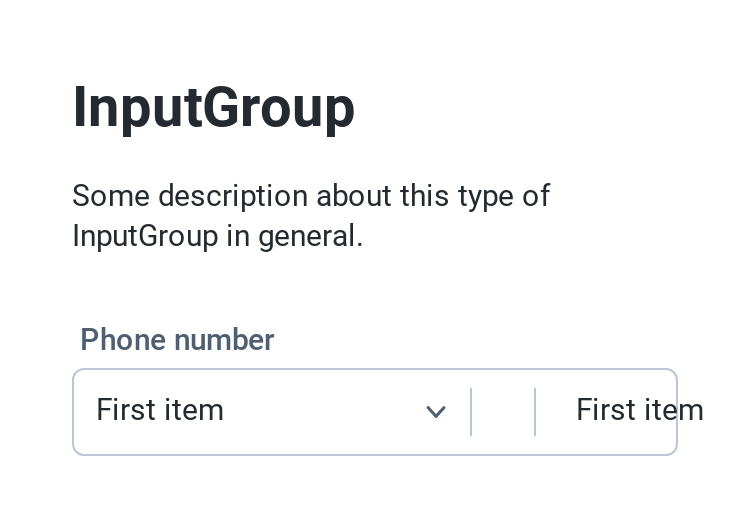 InputGroup
Some description about this type of
InputGroup in general.
Phone number
First item First item